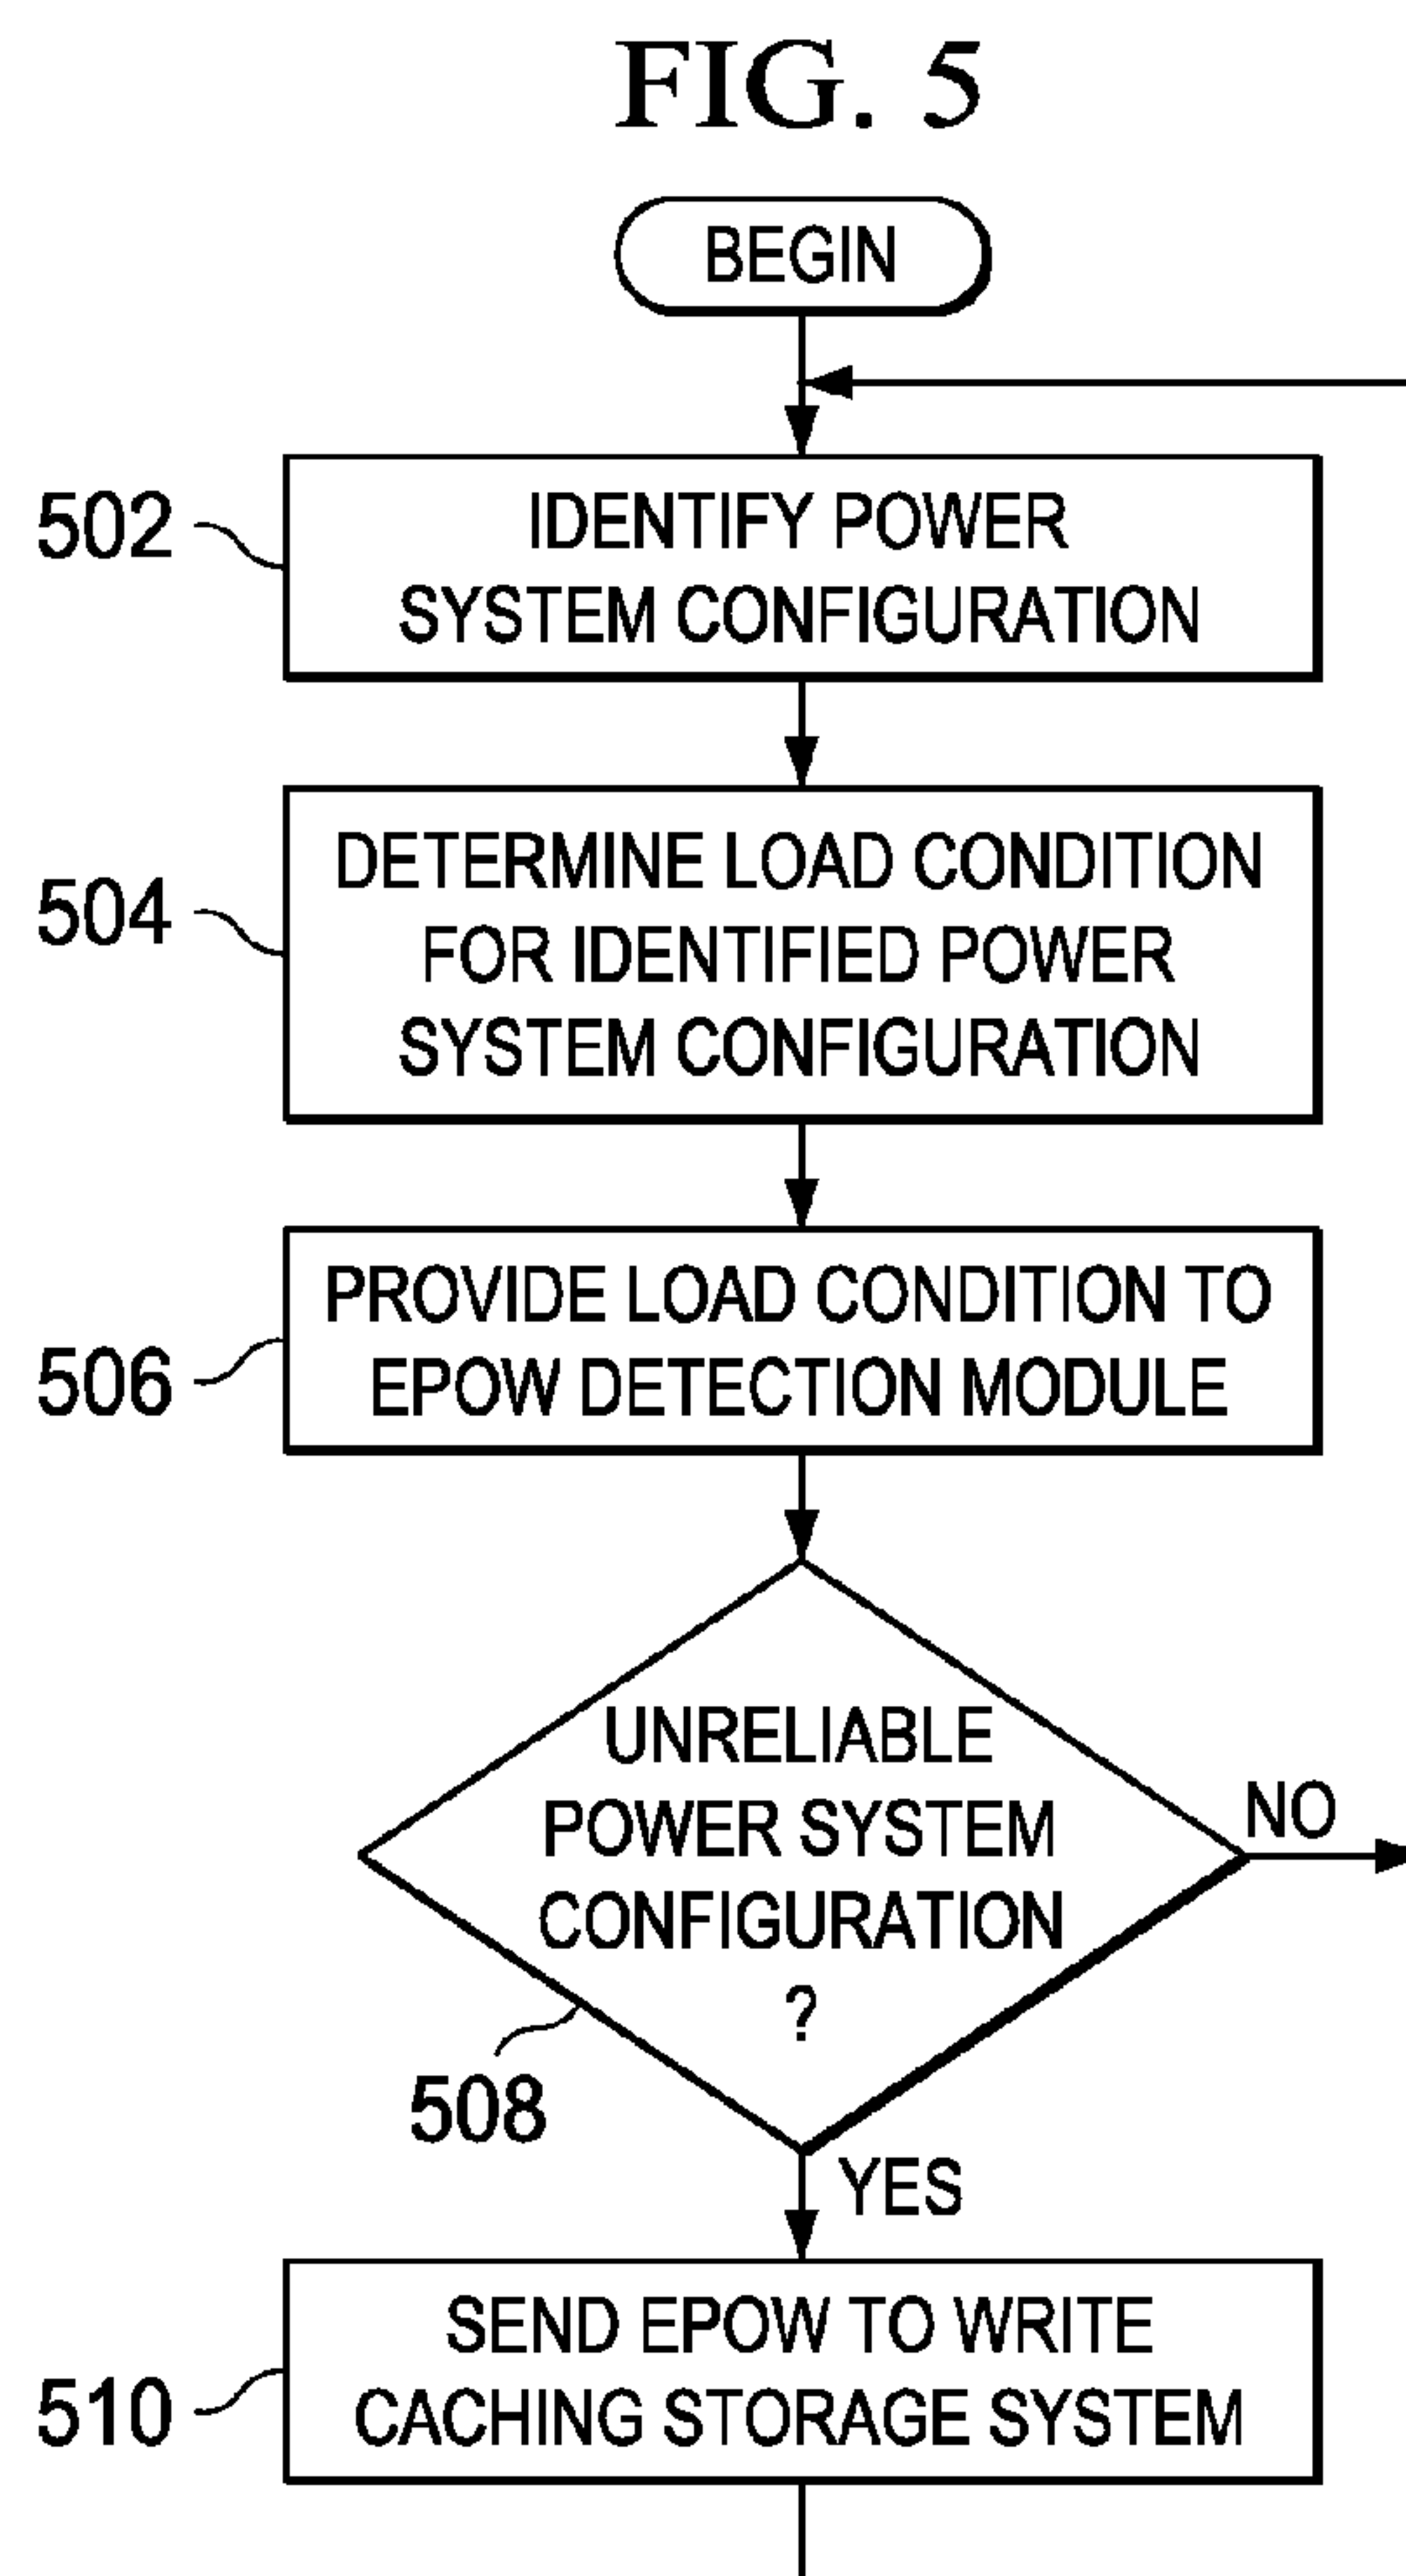 FIG. 5
BEGIN
502
IDENTIFY POWER
SYSTEM CONFIGURATION
504
DETERMINE LOAD CONDITION
FOR IDENTIFIED POWER
SYSTEM CONFIGURATION
506
PROVIDE LOAD CONDITION TO
EPOW DETECTION MODULE
UNRELIABLE
POWER SYSTEM
CONFIGURATION
?
NO
508
YES
510
SEND EPOW TO WRITE
CACHING STORAGE SYSTEM